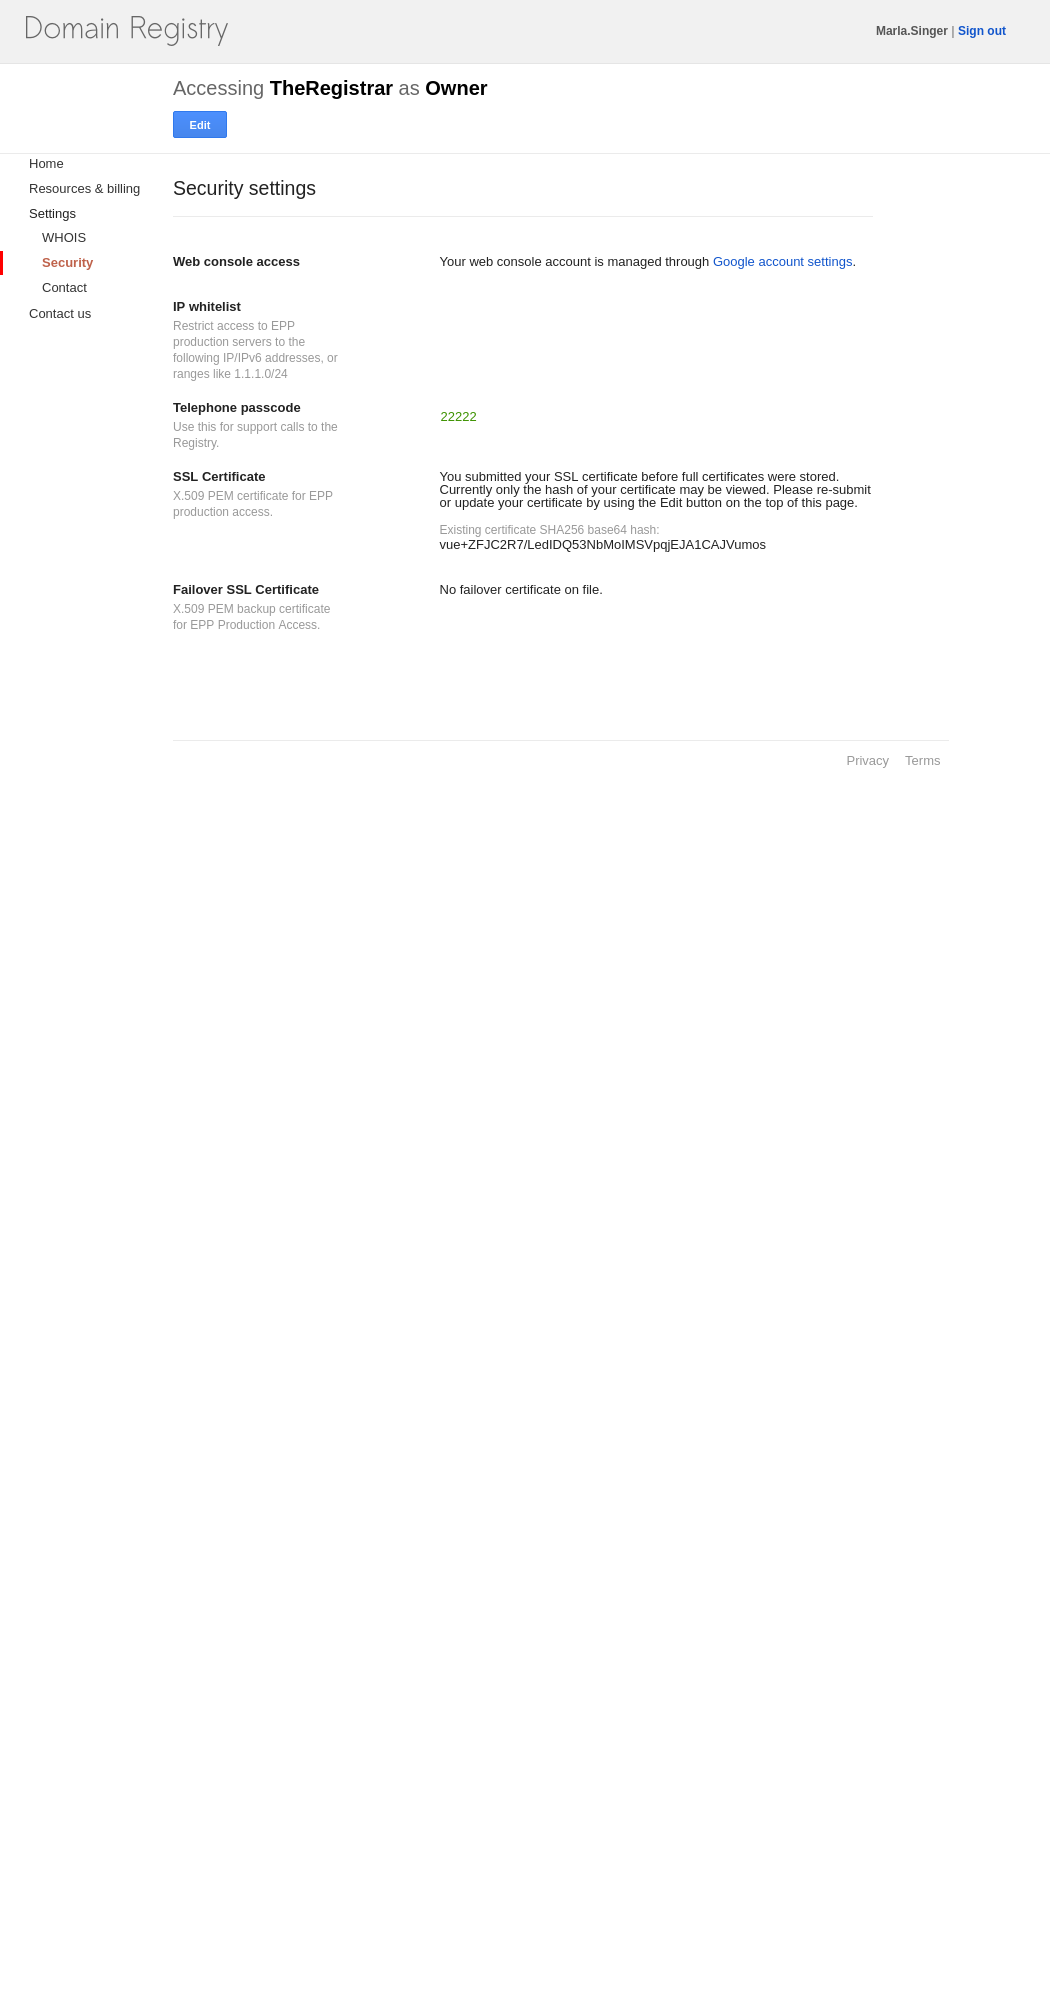 Domain Registry
Marla.Singer | Sign out
Accessing TheRegistrar as Owner
Edit
Home
Resources & billing
Settings
WHOIS
Security
Contact
Contact us
Security settings
Web console access
Your web console account is managed through Google account settings.
IP whitelist
Restrict access to EPP
production servers to the
following IP/IPv6 addresses, or
ranges like 1.1.1.0/24
Telephone passcode
Use this for support calls to the
Registry.
22222
SSL Certificate
X.509 PEM certificate for EPP
production access.
You submitted your SSL certificate before full certificates were stored.
Currently only the hash of your certificate may be viewed. Please re-submit
or update your certificate by using the Edit button on the top of this page.
Existing certificate SHA256 base64 hash:
vue+ZFJC2R7/LedIDQ53NbMoIMSVpqjEJA1CAJVumos
Failover SSL Certificate
X.509 PEM backup certificate
for EPP Production Access.
No failover certificate on file.
Privacy Terms